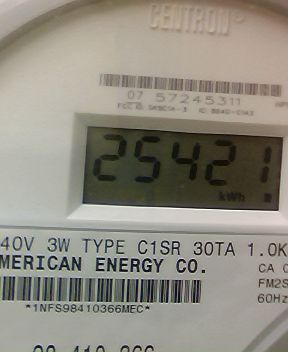 CENTRON
07 57245311
25421
kWh
40V 3W TYPE C1SR 30TA 1.0K
MERICAN ENERGY CO.
CA 0
FM2S
60Hz
*1NFS98410366MEC*